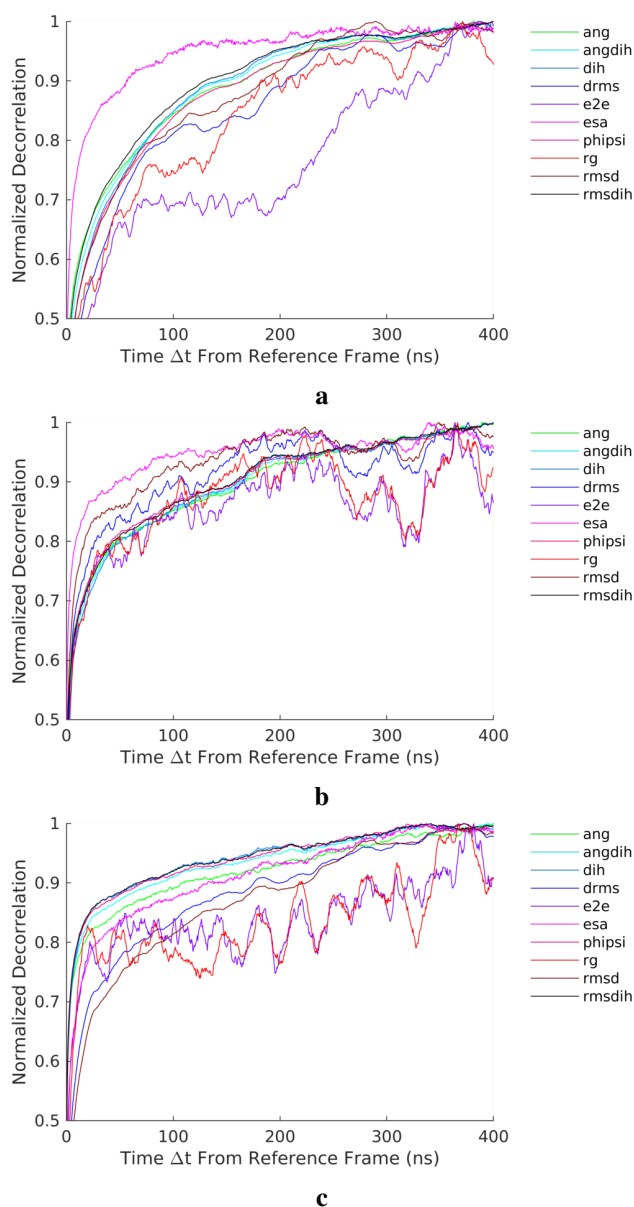 1
0.9
0.8
0.7
0.6
0.5
Normalized Decorrelation
0 100 200 300 400
Time Δt From Reference Frame (ns)
ang
angdih
dih
drms
e2e
esa
phipsi
rg
rmsd
rmsdih
a
1
0.9
0.8
0.7
0.6
0.5
Normalized Decorrelation
0 100 200 300 400
Time Δt From Reference Frame (ns)
ang
angdih
dih
drms
e2e
esa
phipsi
rg
rmsd
rmsdih
b
1
0.9
0.8
0.7
0.6
0.5
Normalized Decorrelation
0 100 200 300 400
Time Δt From Reference Frame (ns)
ang
angdih
dih
drms
e2e
esa
phipsi
rg
rmsd
rmsdih
c